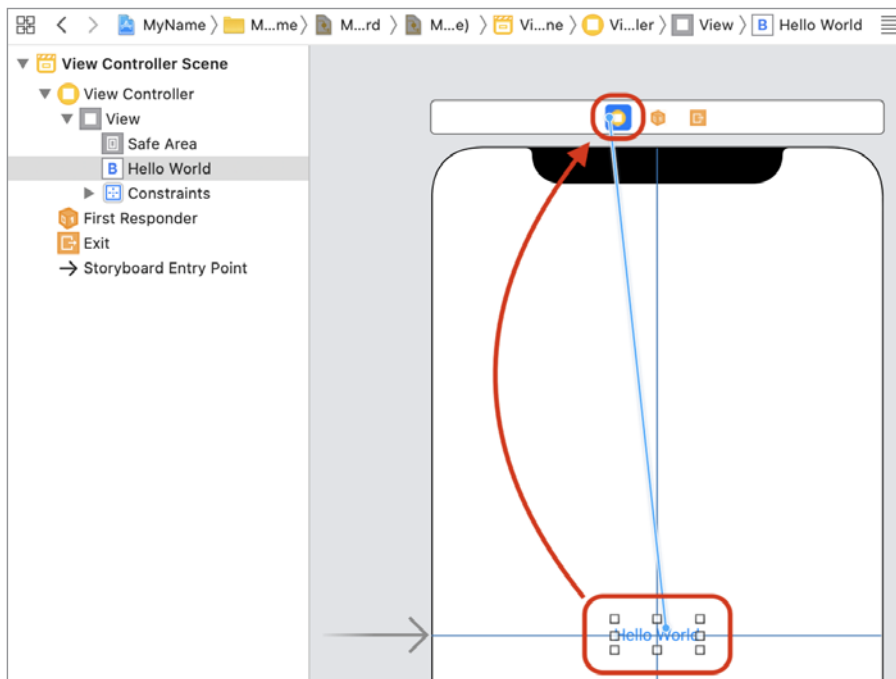 MyName M...me M...rd M...e) Vi...ne Vi...ler View B Hello World
View Controller Scene
View Controller
View
Safe Area
B Hello World
Constraints
First Responder
Exit
Storyboard Entry Point
Hello World